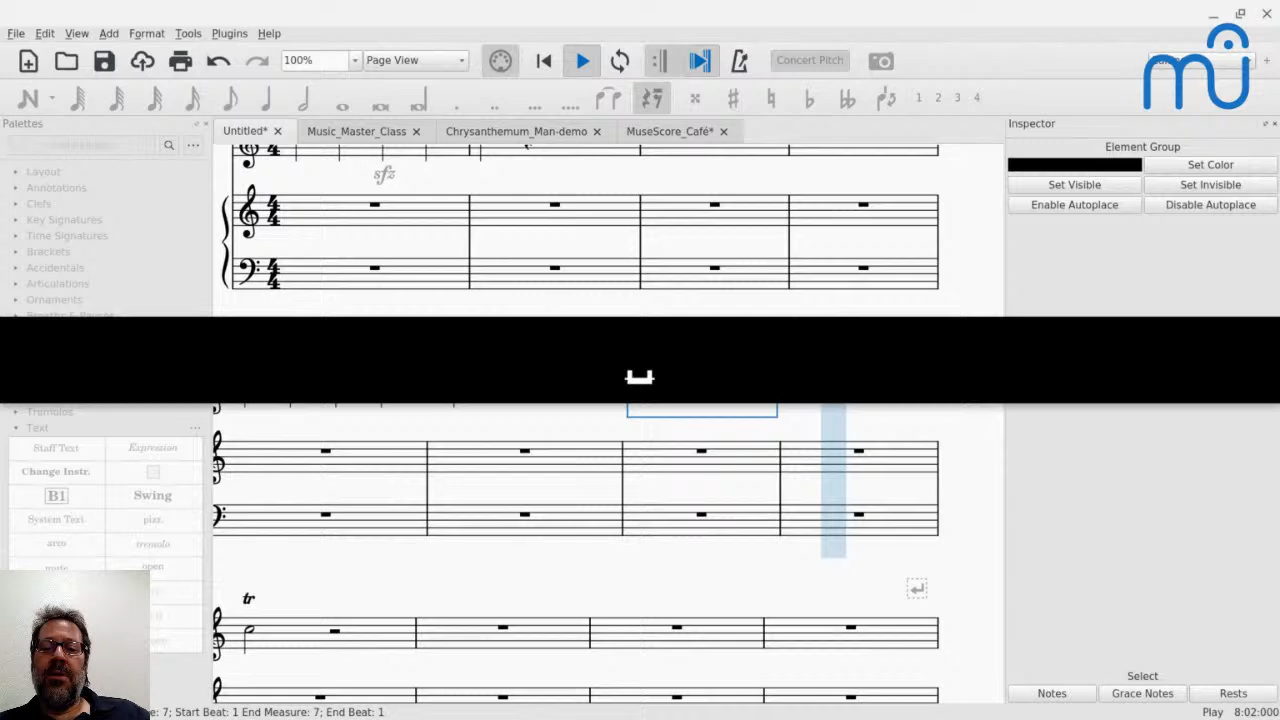 File Edit View Add Format Tools Plugins Help
100% Page View Concert Pitch
1 2 3 4
Palettes Untitled* Music_Master_Class Chrysanthemum_Man-demo MuseScore_Café* Inspector
Element Group
Set Color
Set Visible Set Invisible
Enable Autoplace Disable Autoplace
Layout
Annotations
Clefs
Key Signatures
Time Signatures
Brackets
Accidentals
Articulations
Ornaments
sfz
Tremolos
Text
Staff Text Expression
Change Instr.
B1 Swing
System Text pizz.
arco tremolo
open
tr
Select
Notes Grace Notes Rests
7; Start Beat: 1 End Measure: 7; End Beat: 1 Play 8:02:000